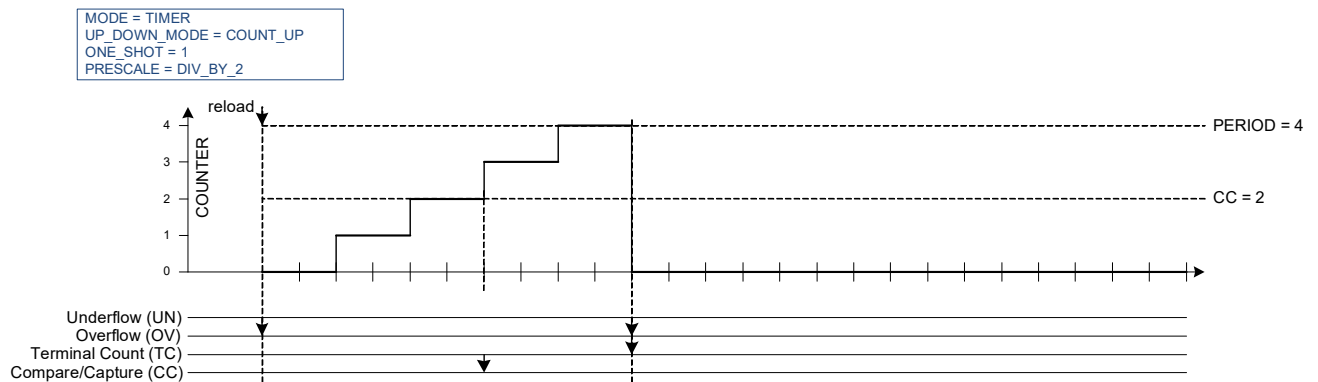 MODE = TIMER
UP_DOWN_MODE = COUNT_UP
ONE_SHOT = 1
PRESCALE = DIV_BY_2
reload
4
PERIOD = 4
3
COUNTER
2
CC = 2
1
0
Underflow (UN)
Overflow (OV)
Terminal Count (TC)
Compare/Capture (CC)